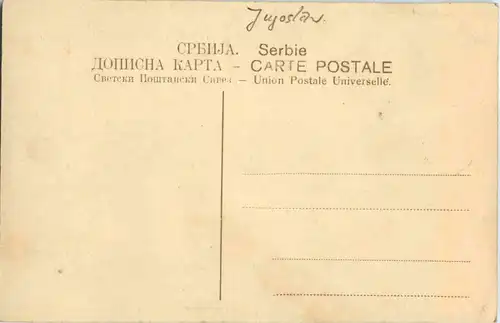 Jugoslav.
СРБИЈА. Serbie
ДОПИСНА КАРТА – CARTE POSTALE
Светски Поштански Савез – Union Postale Universelle.